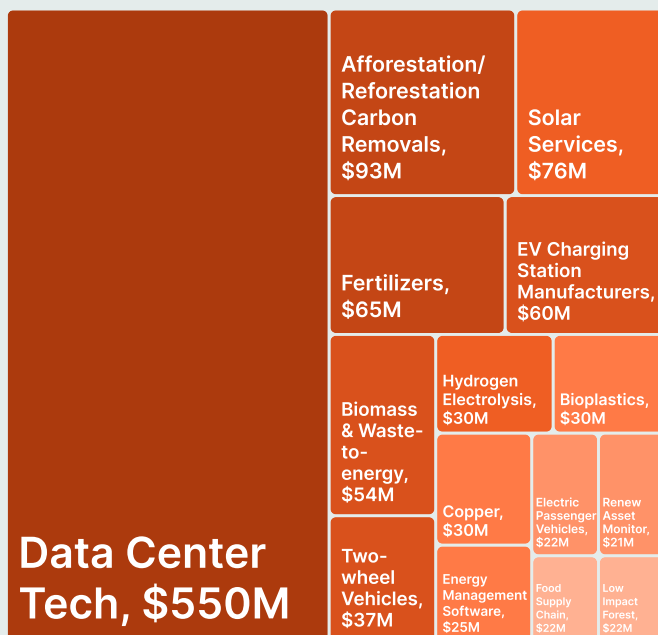 Data Center
Tech, $550M
Afforestation/
Reforestation
Carbon
Removals,
$93M
Solar
Services,
$76M
Fertilizers,
$65M
EV Charging
Station
Manufacturers,
$60M
Biomass
& Waste-
to-
energy,
$54M
Hydrogen
Electrolysis,
$30M
Bioplastics,
$30M
Copper,
$30M
Electric
Passenger
Vehicles,
$22M
Renew
Asset
Monitor,
$21M
Two-
wheel
Vehicles,
$37M
Energy
Management
Software,
$25M
Food
Supply
Chain,
$22M
Low
Impact
Forest,
$22M